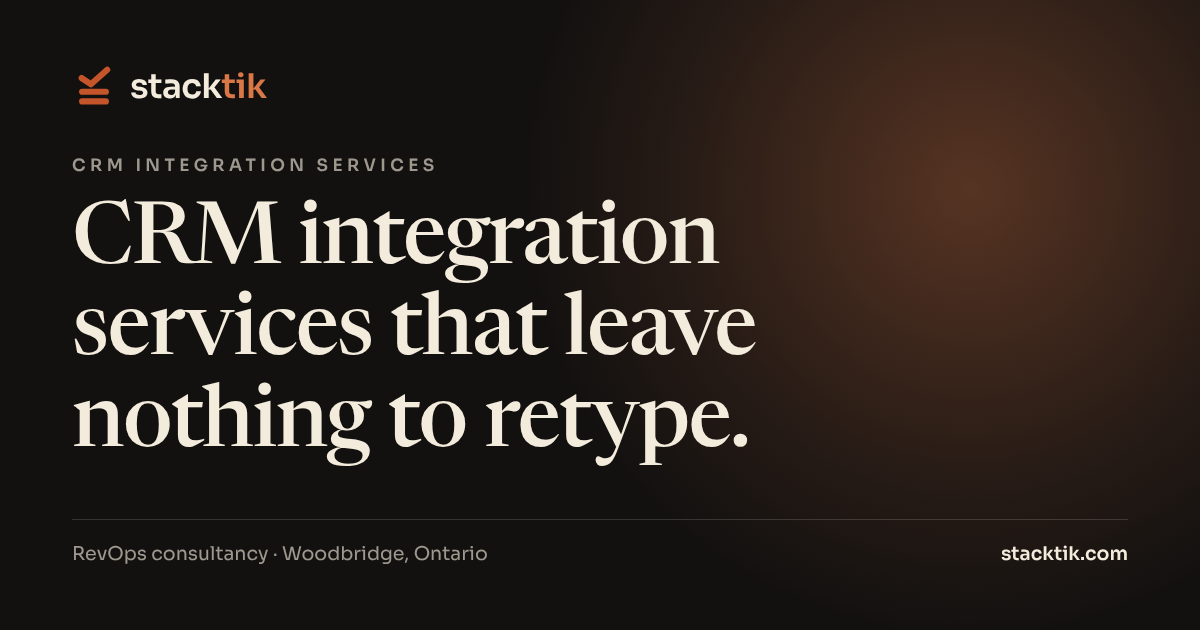 stacktik
CRM INTEGRATION SERVICES
CRM integration
services that leave
nothing to retype.
RevOps consultancy · Woodbridge, Ontario
stacktik.com